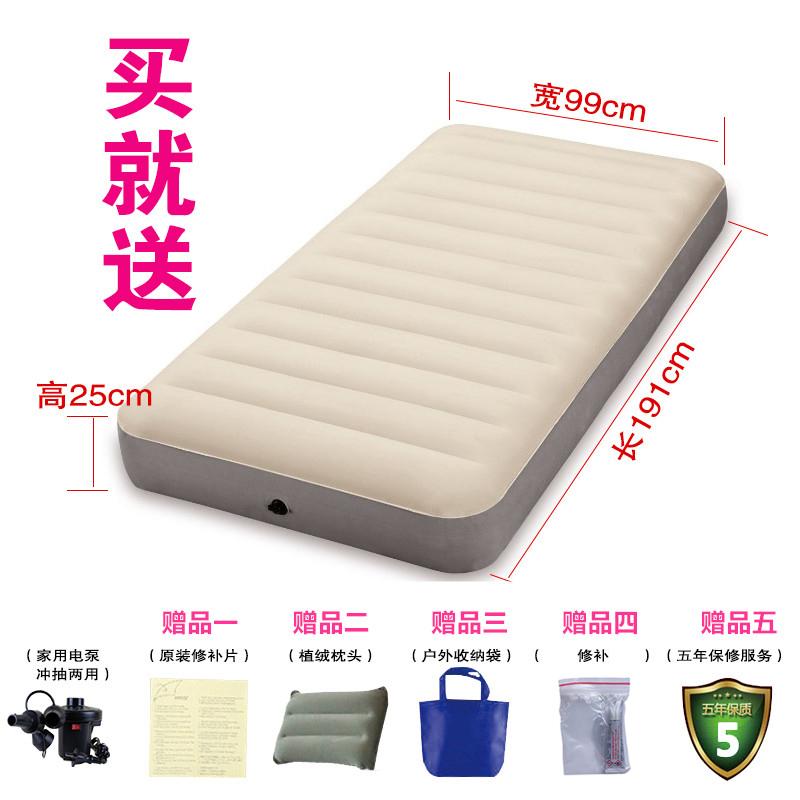 买
就
送
宽99cm
高25cm
长191cm
赠品一 赠品二 赠品三 赠品四 赠品五
（家用电泵 （原装修补片） （植绒枕头） （户外收纳袋） （ 修补 ） （五年保修服务）
冲抽两用）
五年保质
5